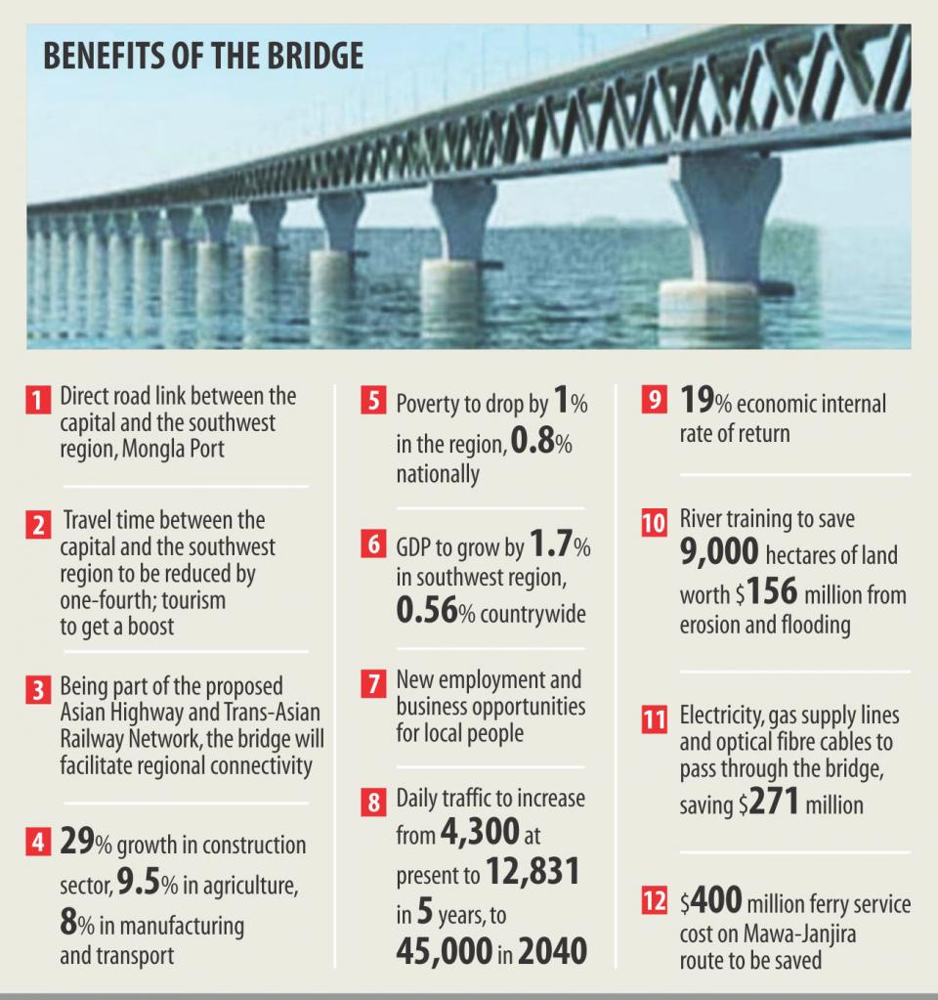 BENEFITS OF THE BRIDGE
1 Direct road link between the
capital and the southwest
region, Mongla Port
2 Travel time between the
capital and the southwest
region to be reduced by
one-fourth; tourism
to get a boost
3 Being part of the proposed
Asian Highway and Trans-Asian
Railway Network, the bridge will
facilitate regional connectivity
4 29% growth in construction
sector, 9.5% in agriculture,
8% in manufacturing
and transport
5 Poverty to drop by 1%
in the region, 0.8%
nationally
6 GDP to grow by 1.7%
in southwest region,
0.56% countrywide
7 New employment and
business opportunities
for local people
8 Daily traffic to increase
from 4,300 at
present to 12,831
in 5 years, to
45,000 in 2040
9 19% economic internal
rate of return
10 River training to save
9,000 hectares of land
worth $156 million from
erosion and flooding
11 Electricity, gas supply lines
and optical fibre cables to
pass through the bridge,
saving $271 million
12 $400 million ferry service
cost on Mawa-Janjira
route to be saved